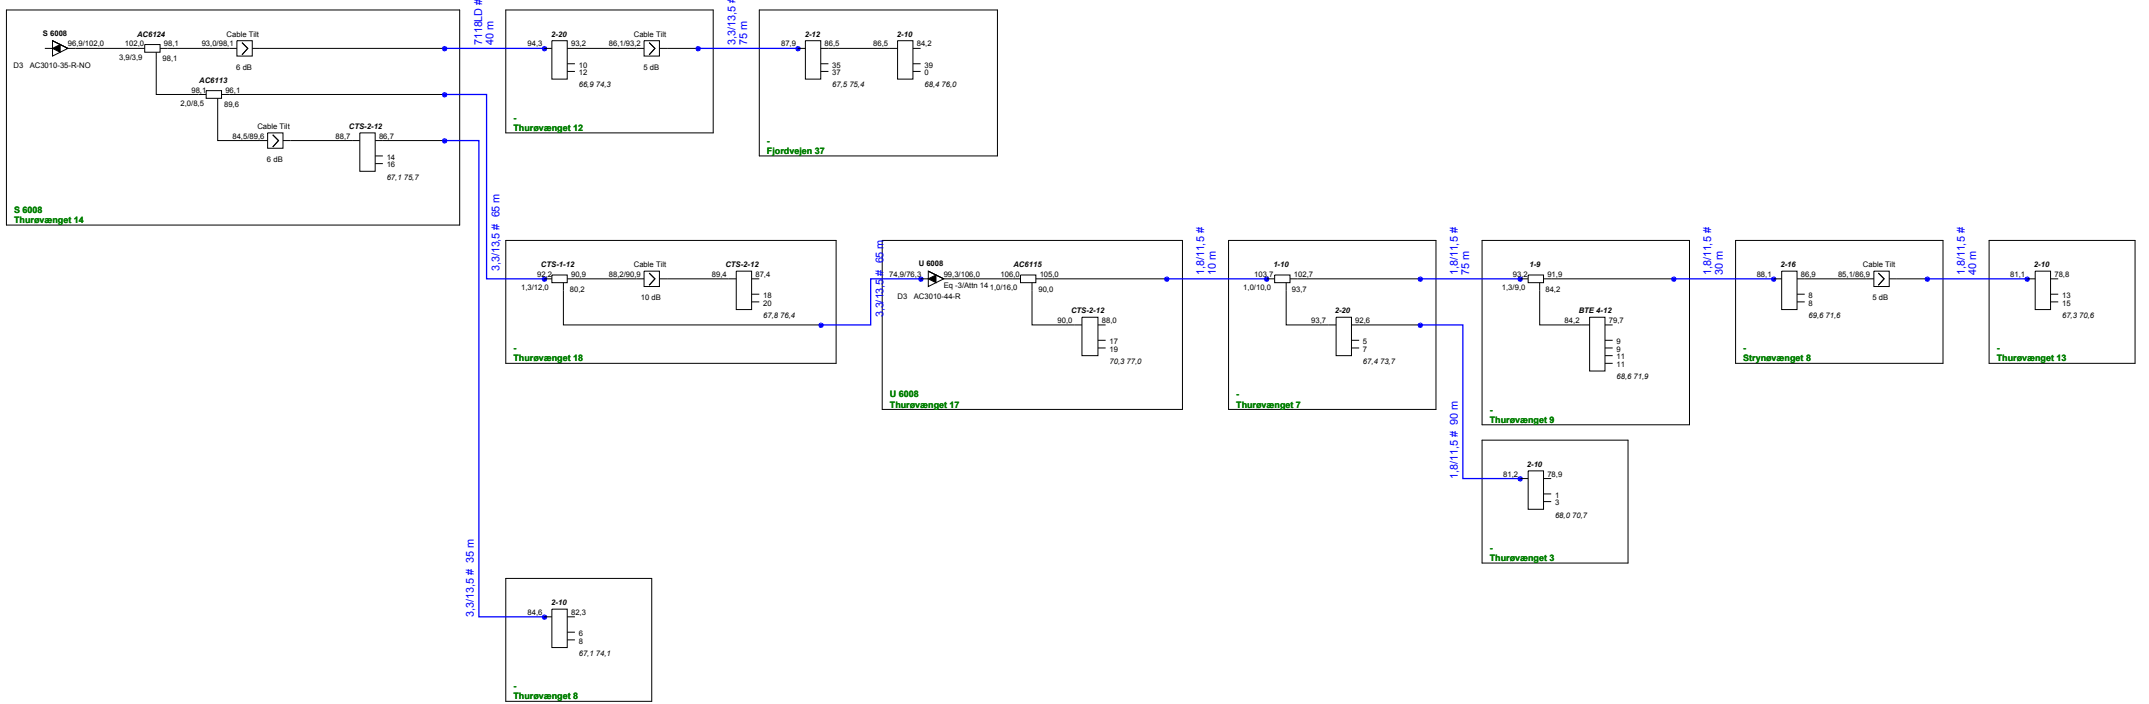 S 6008
96,9/102,0
D3 AC3010-35-R-NO
AC6124
102,0
98,1
3,9/3,9
98,1
93,0/98,1
Cable Tilt
6 dB
AC6113
98,1
96,1
2,0/8,5
89,6
84,5/89,6
Cable Tilt
6 dB
CTS-2-12
88,7
86,7
14
16
67,1 75,7
S 6008
Thurøvænget 14
7118LD #
40 m
2-20
94,3
93,2
10
12
66,9 74,3
86,1/93,2
Cable Tilt
5 dB
-
Thurøvænget 12
3,3/13,5 #
75 m
2-12
87,9
86,5
35
37
67,5 75,4
2-10
86,5
84,2
39
0
68,4 76,0
-
Fjordvejen 37
3,3/13,5 # 65 m
CTS-1-12
92,2
90,9
1,3/12,0
80,2
88,2/90,9
Cable Tilt
10 dB
CTS-2-12
89,4
87,4
18
20
67,8 76,4
-
Thurøvænget 18
3,3/13,5 # 65 m
74,9/76,3
U 6008
99,3/106,0
Eq -3/Attn 14
D3 AC3010-44-R
AC6115
106,0
105,0
1,0/16,0
90,0
CTS-2-12
90,0
88,0
17
19
70,3 77,0
U 6008
Thurøvænget 17
1,8/11,5 #
10 m
1-10
103,7
102,7
1,0/10,0
93,7
2-20
93,7
92,6
5
7
67,4 73,7
-
Thurøvænget 7
1,8/11,5 #
75 m
1-9
93,2
91,9
1,3/9,0
84,2
BTE 4-12
84,2
79,7
9
9
11
11
68,6 71,9
-
Thurøvænget 9
1,8/11,5 #
30 m
2-16
88,1
86,9
8
8
69,6 71,6
85,1/86,9
Cable Tilt
5 dB
-
Strynøvænget 8
1,8/11,5 #
40 m
2-10
81,1
78,8
13
15
67,3 70,6
-
Thurøvænget 13
1,8/11,5 # 90 m
2-10
81,2
78,9
1
3
68,0 70,7
-
Thurøvænget 3
3,3/13,5 # 35 m
2-10
84,6
82,3
6
8
67,1 74,1
-
Thurøvænget 8